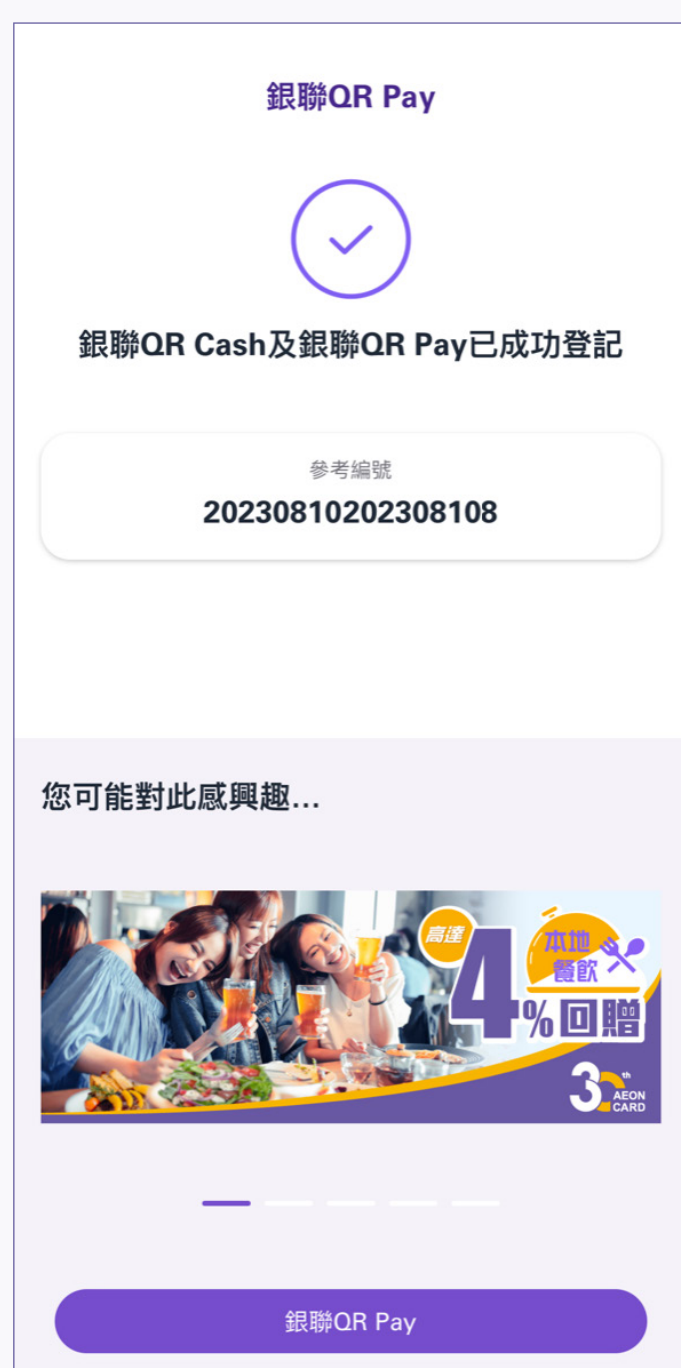 銀聯QR Pay
銀聯QR Cash及銀聯QR Pay已成功登記
參考編號
20230810202308108
您可能對此感興趣...
高達
4%回贈
本地
餐飲
30th
AEON
CARD
銀聯QR Pay